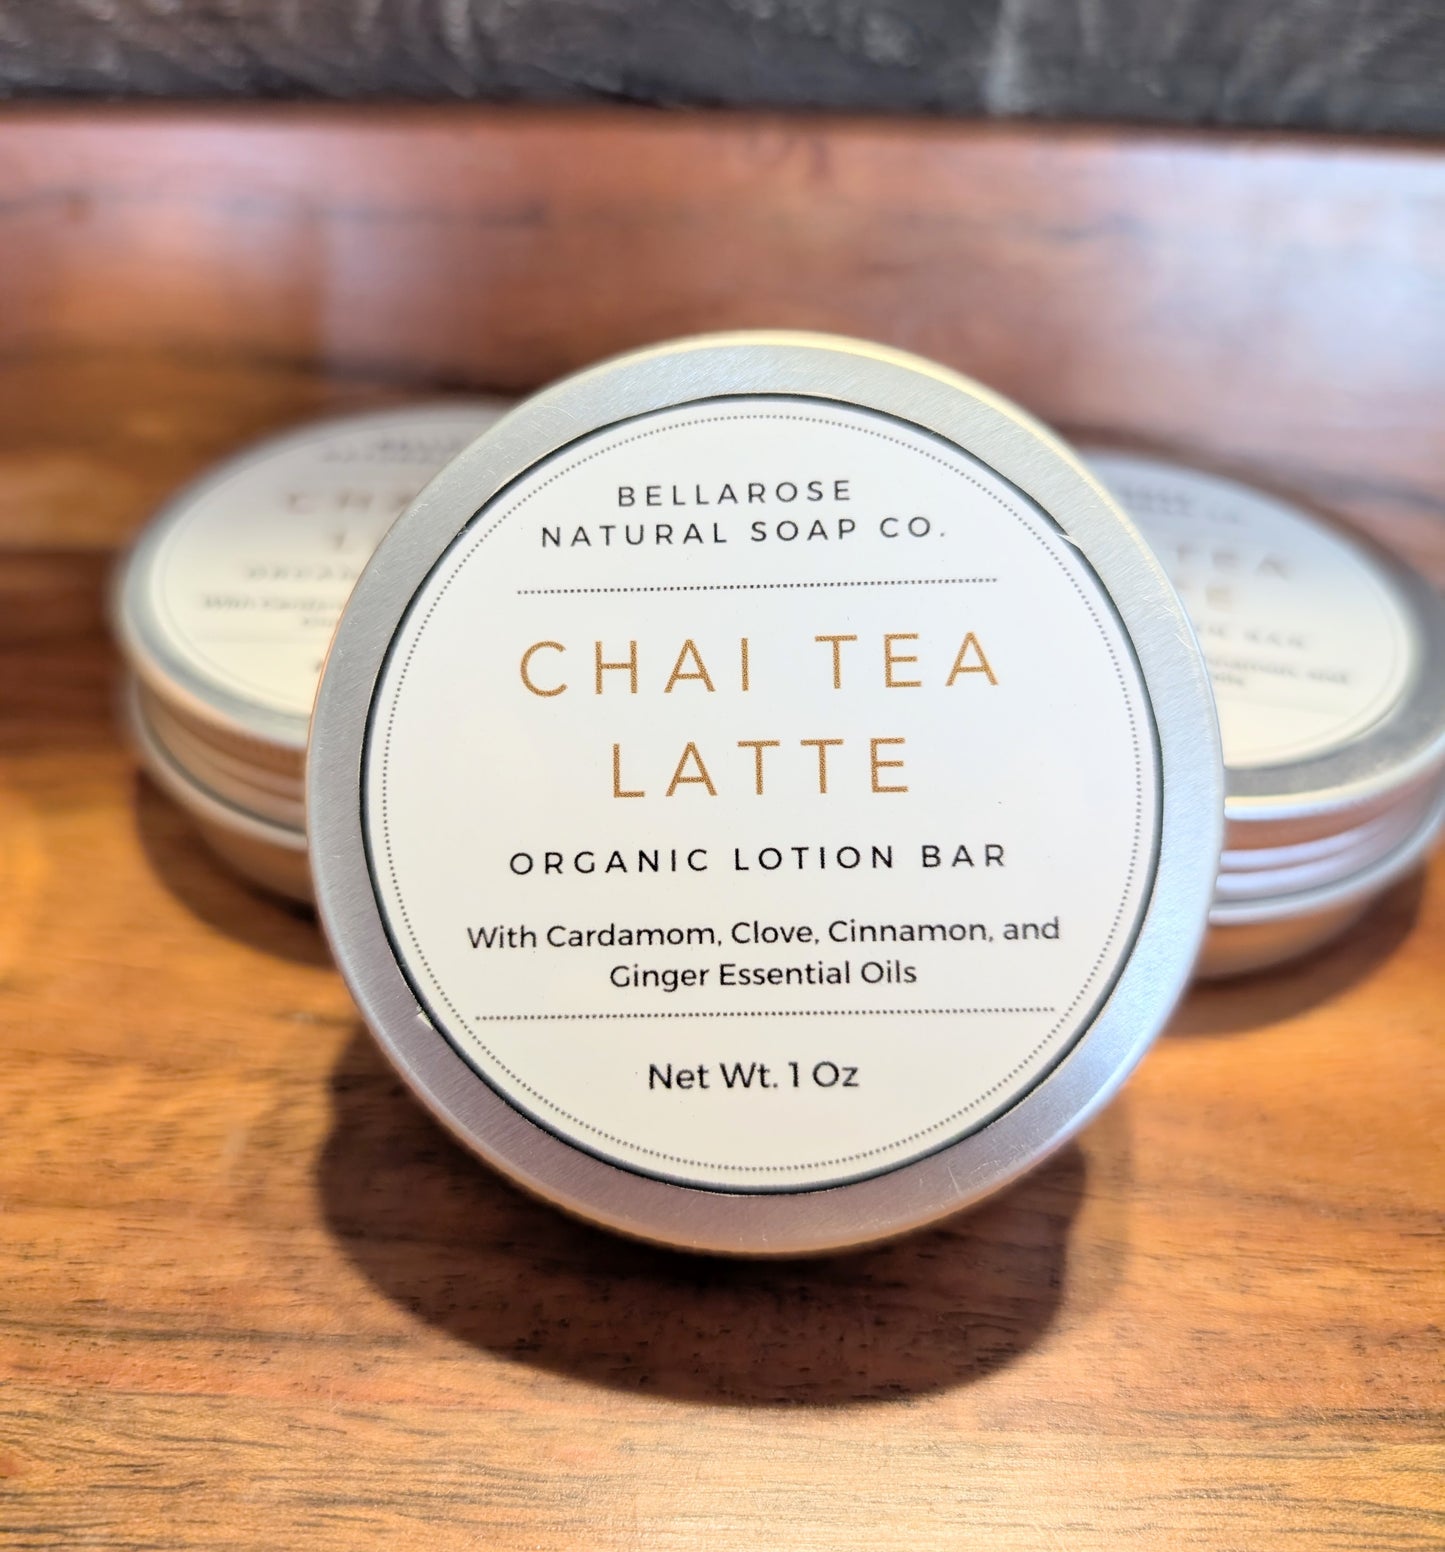 BELLAROSE
NATURAL SOAP CO.
CHAI TEA
LATTE
ORGANIC LOTION BAR
With Cardamom, Clove, Cinnamon, and
Ginger Essential Oils
Net Wt. 1 Oz
TEA